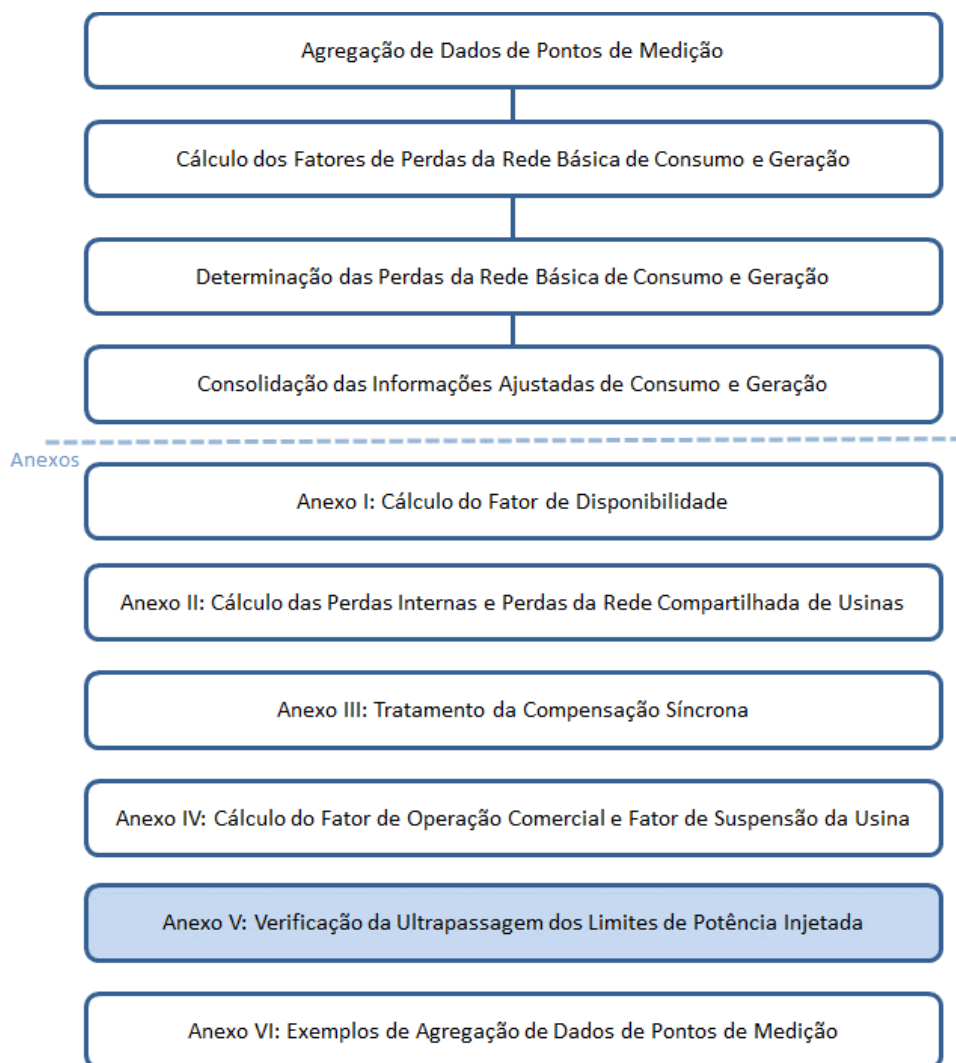 Agregação de Dados de Pontos de Medição
Cálculo dos Fatores de Perdas da Rede Básica de Consumo e Geração
Determinação das Perdas da Rede Básica de Consumo e Geração
Consolidação das Informações Ajustadas de Consumo e Geração
Anexos
Anexo I: Cálculo do Fator de Disponibilidade
Anexo II: Cálculo das Perdas Internas e Perdas da Rede Compartilhada de Usinas
Anexo III: Tratamento da Compensação Síncrona
Anexo IV: Cálculo do Fator de Operação Comercial e Fator de Suspensão da Usina
Anexo V: Verificação da Ultrapassagem dos Limites de Potência Injetada
Anexo VI: Exemplos de Agregação de Dados de Pontos de Medição